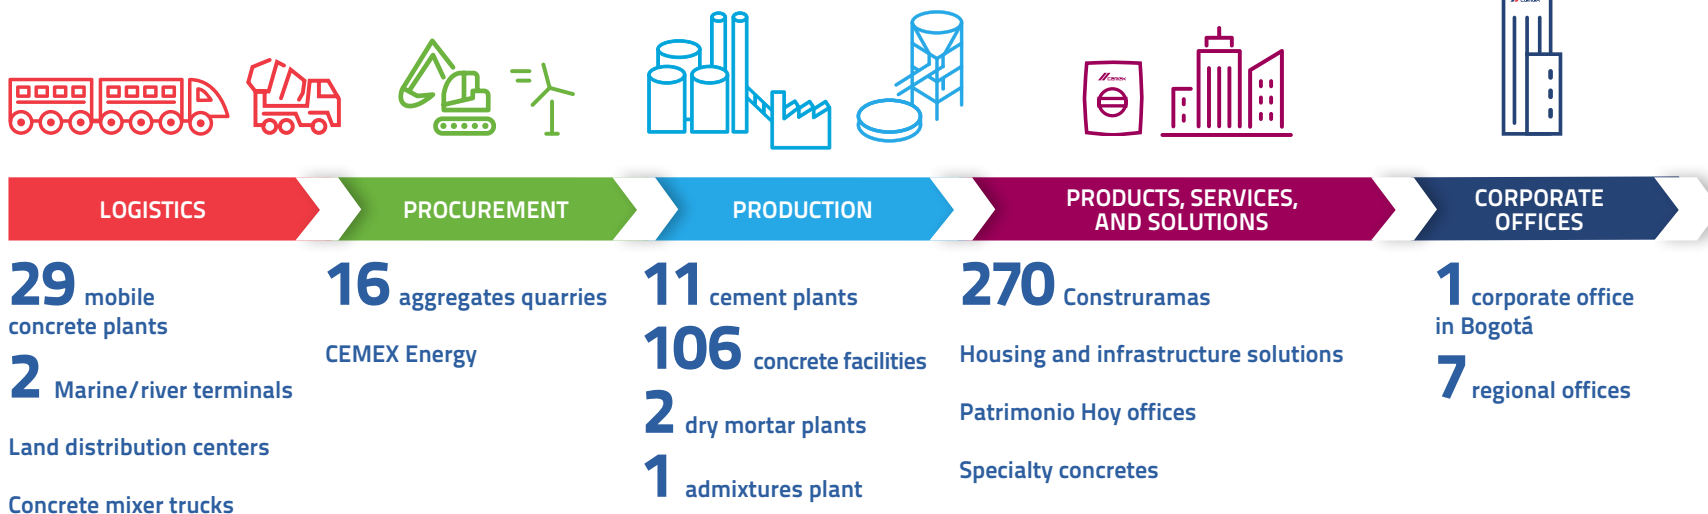 CEMEX
CEMEX
LOGISTICS
PROCUREMENT
PRODUCTION
PRODUCTS, SERVICES,
AND SOLUTIONS
CORPORATE
OFFICES
29 mobile
concrete plants
2 Marine/river terminals
Land distribution centers
Concrete mixer trucks
16 aggregates quarries
CEMEX Energy
11 cement plants
106 concrete facilities
2 dry mortar plants
1 admixtures plant
270 Construramas
Housing and infrastructure solutions
Patrimonio Hoy offices
Specialty concretes
1 corporate office
in Bogotá
7 regional offices